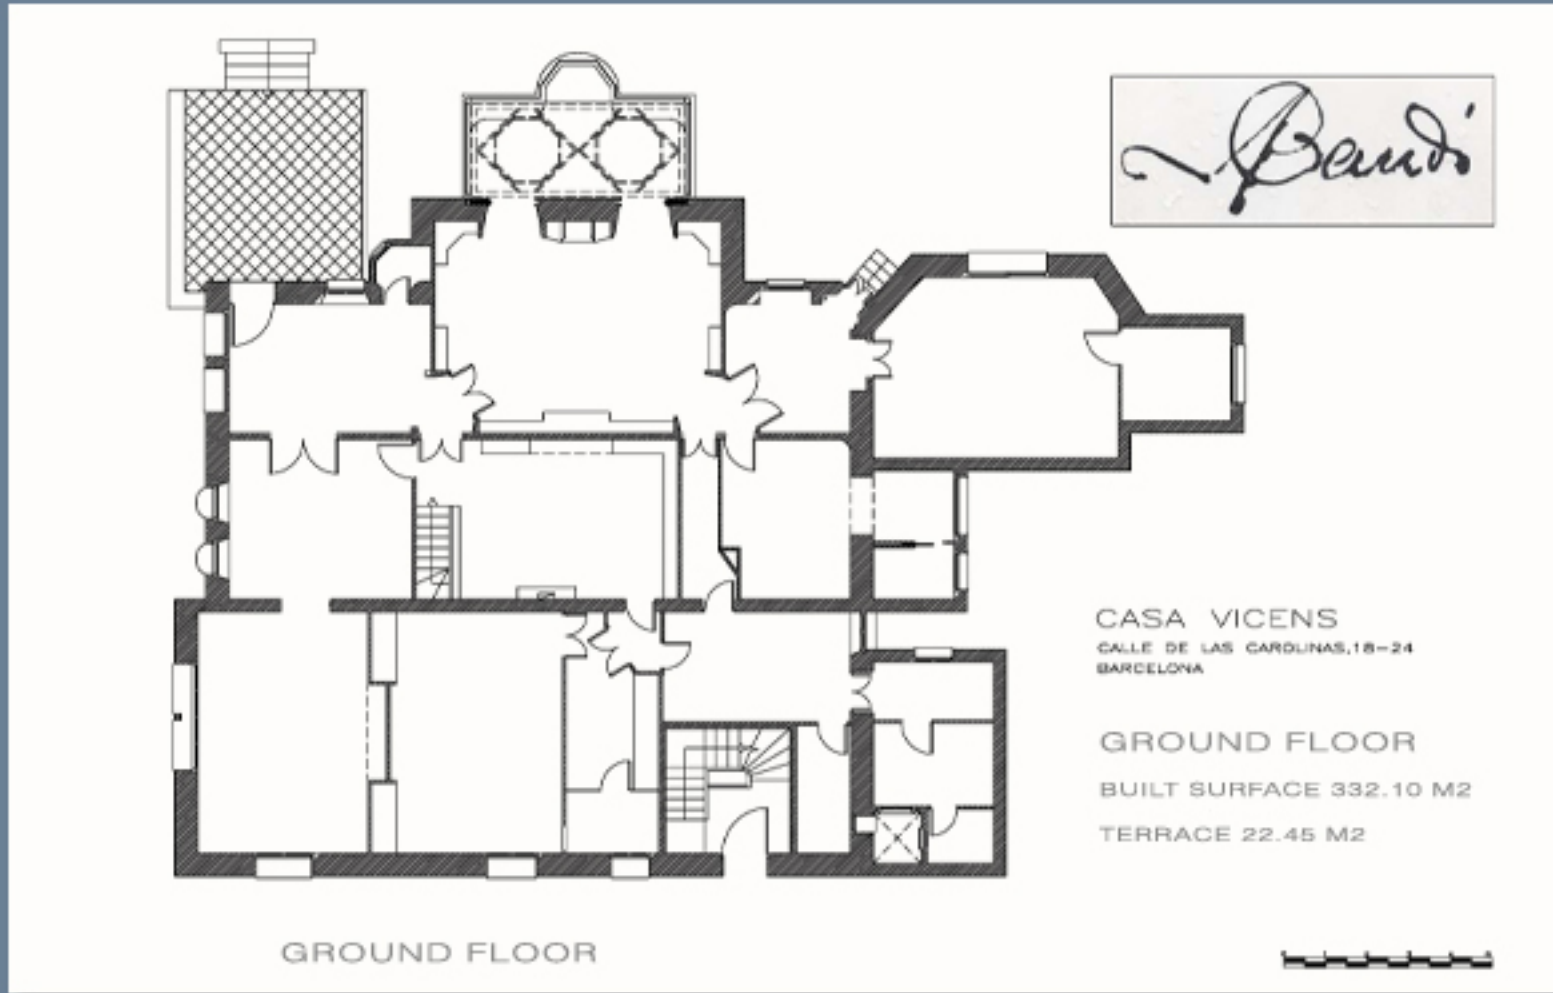 Gaudí
CASA VICENS
CALLE DE LAS CAROLINAS,18-24
BARCELONA
GROUND FLOOR
BUILT SURFACE 332.10 M2
TERRACE 22.45 M2
GROUND FLOOR